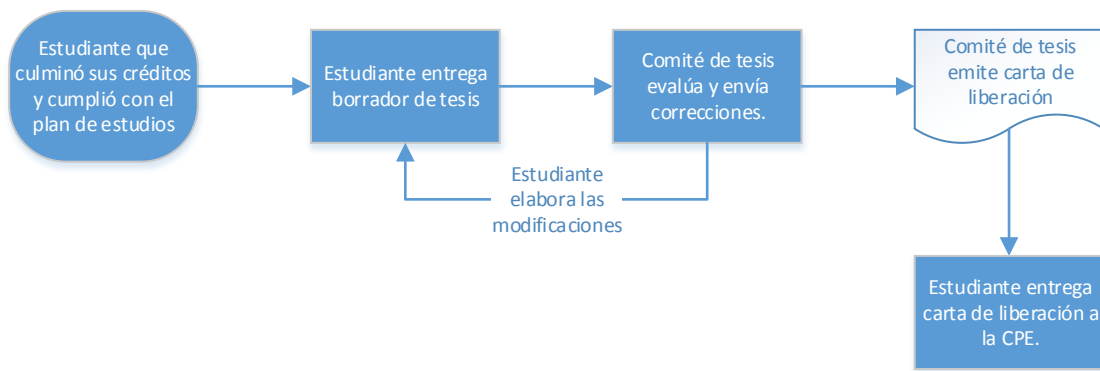 Estudiante que
culminó sus créditos
y cumplió con el
plan de estudios
Estudiante entrega
borrador de tesis
Comité de tesis
evalúa y envía
correcciones.
Comité de tesis
emite carta de
liberación
Estudiante
elabora las
modificaciones
Estudiante entrega
carta de liberación a
la CPE.